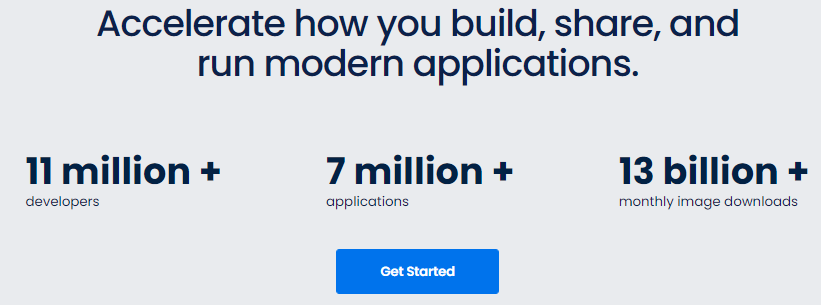 Accelerate how you build, share, and
run modern applications.
11 million + 7 million + 13 billion +
developers applications monthly image downloads
Get Started